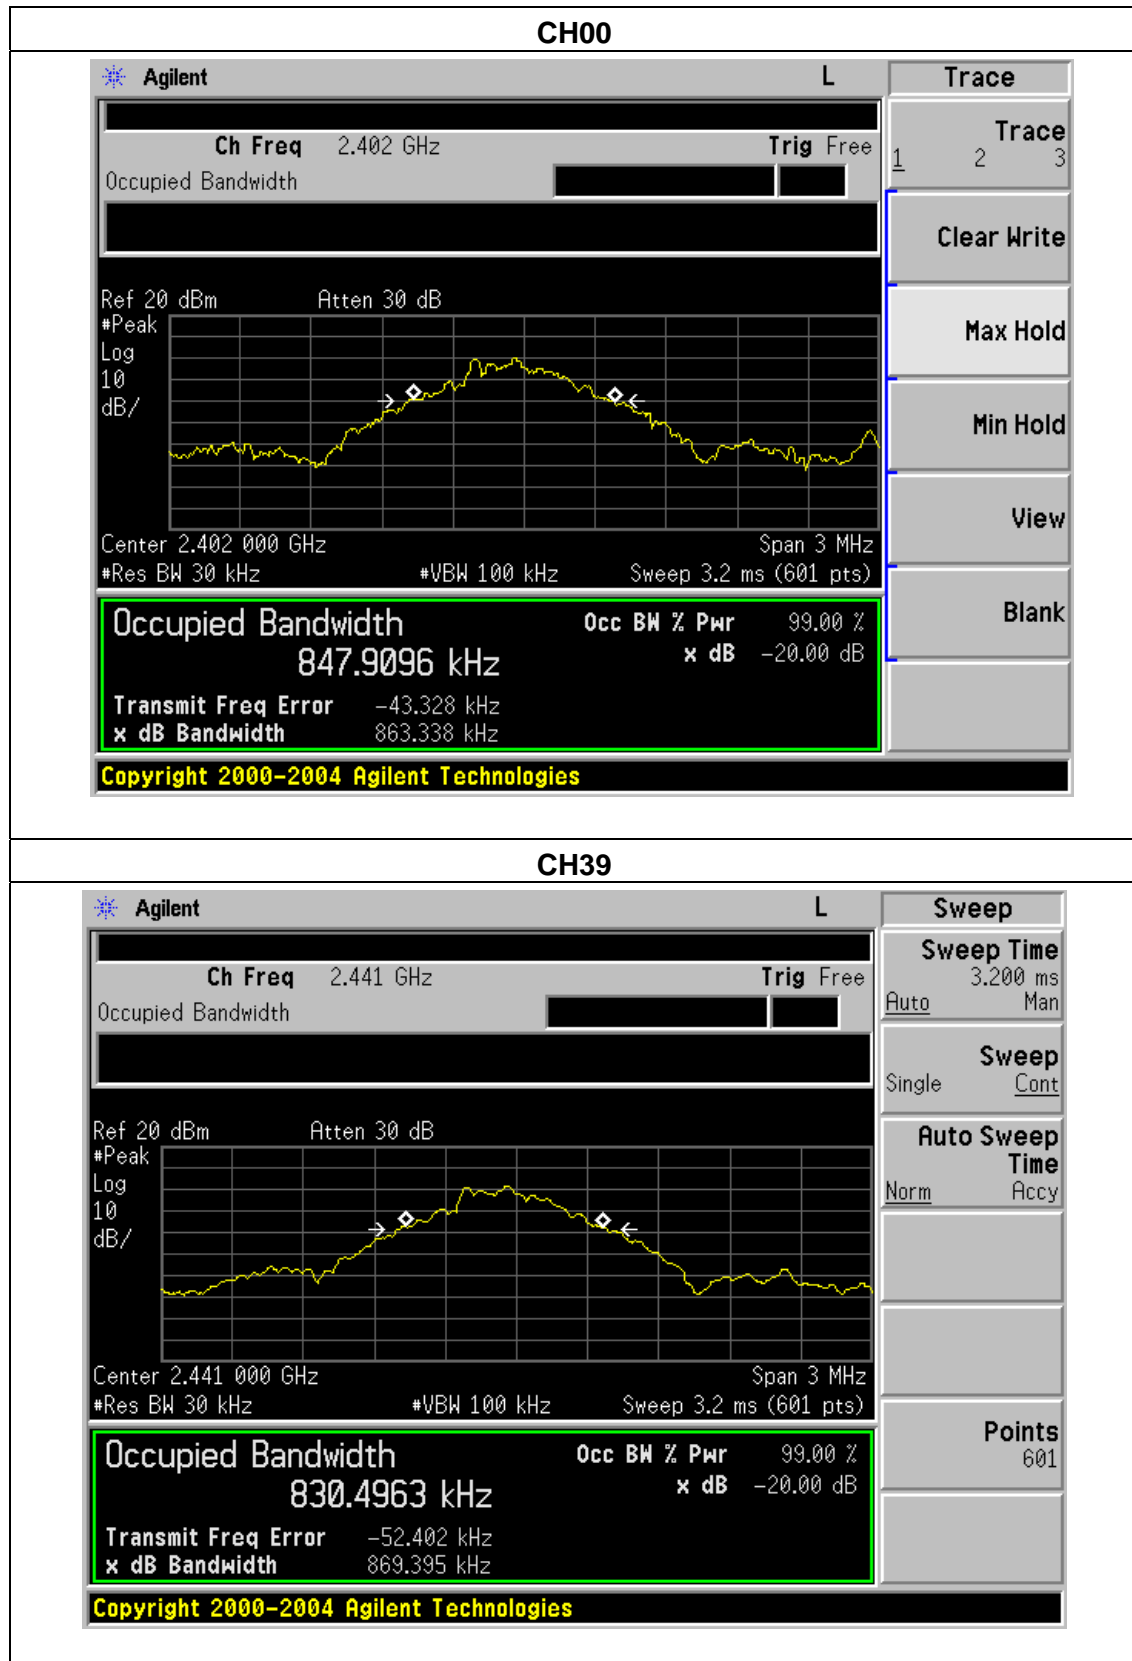 CH00
Agilent L Trace
Ch Freq 2.402 GHz Trig Free
Occupied Bandwidth
Trace
1 2 3
Clear Write
Max Hold
Min Hold
View
Blank
Ref 20 dBm Atten 30 dB
#Peak
Log
10
dB/
Center 2.402 000 GHz Span 3 MHz
#Res BW 30 kHz #VBW 100 kHz Sweep 3.2 ms (601 pts)
Occupied Bandwidth Occ BW % Pwr 99.00 %
847.9096 kHz x dB -20.00 dB
Transmit Freq Error -43.328 kHz
x dB Bandwidth 863.338 kHz
Copyright 2000-2004 Agilent Technologies
CH39
Agilent L Sweep
Ch Freq 2.441 GHz Trig Free
Occupied Bandwidth
Sweep Time
3.200 ms
Auto Man
Sweep
Single Cont
Auto Sweep
Time
Norm Accy
Points
601
Ref 20 dBm Atten 30 dB
#Peak
Log
10
dB/
Center 2.441 000 GHz Span 3 MHz
#Res BW 30 kHz #VBW 100 kHz Sweep 3.2 ms (601 pts)
Occupied Bandwidth Occ BW % Pwr 99.00 %
830.4963 kHz x dB -20.00 dB
Transmit Freq Error -52.402 kHz
x dB Bandwidth 869.395 kHz
Copyright 2000-2004 Agilent Technologies